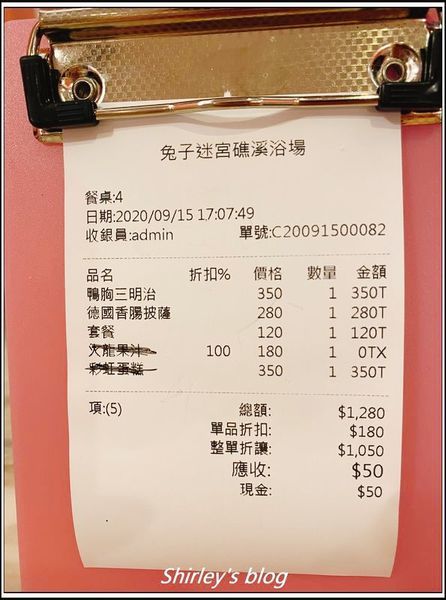 兔子迷宮礁溪浴場
餐桌:4
日期:2020/09/15 17:07:49
收銀員:admin 單號:C20091500082
品名 折扣% 價格 數量 金額
鴨胸三明治 350 1 350T
德國香腸披薩 280 1 280T
套餐 120 1 120T
火龍果汁 100 180 1 0TX
彩虹蛋糕 350 1 350T
項:(5) 總額: $1,280
單品折扣: $180
整單折讓: $1,050
應收: $50
現金: $50
Shirley's blog